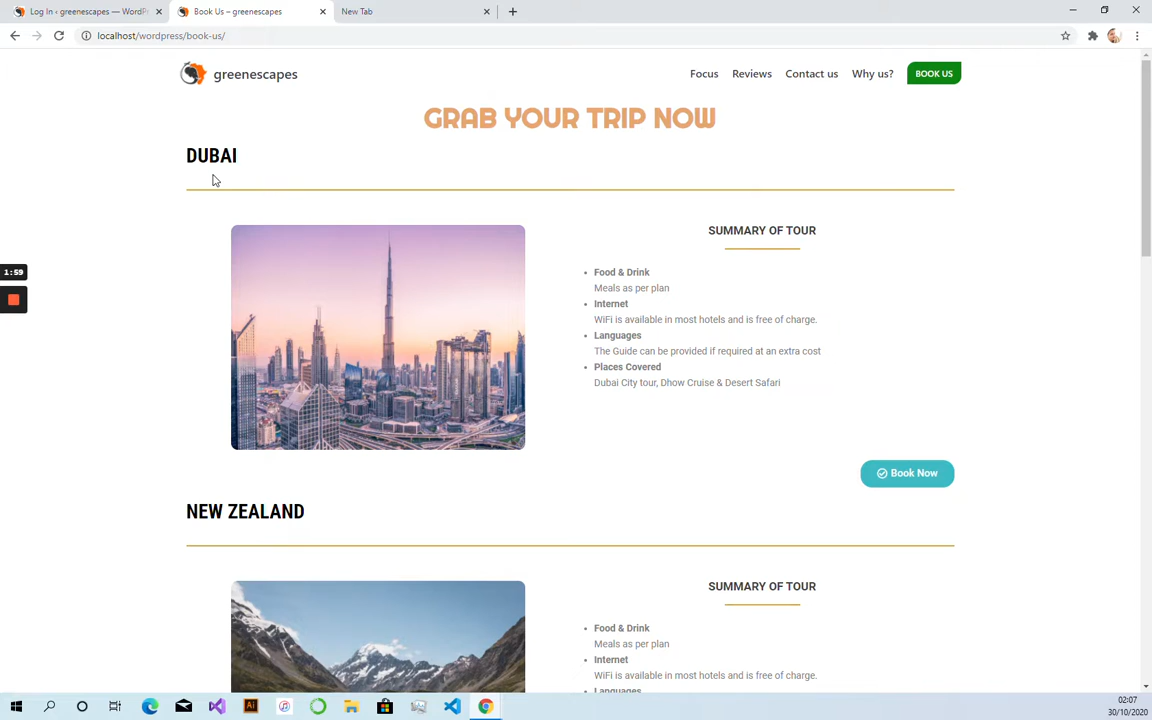 Log In ‹ greenescapes — WordPr
Book Us – greenescapes
New Tab
localhost/wordpress/book-us/
greenescapes
Focus
Reviews
Contact us
Why us?
BOOK US
GRAB YOUR TRIP NOW
DUBAI
1:59
SUMMARY OF TOUR
Food & Drink
Meals as per plan
Internet
WiFi is available in most hotels and is free of charge.
Languages
The Guide can be provided if required at an extra cost
Places Covered
Dubai City tour, Dhow Cruise & Desert Safari
Book Now
NEW ZEALAND
SUMMARY OF TOUR
Food & Drink
Meals as per plan
Internet
WiFi is available in most hotels and is free of charge.
Languages
Ai
02:07
30/10/2020